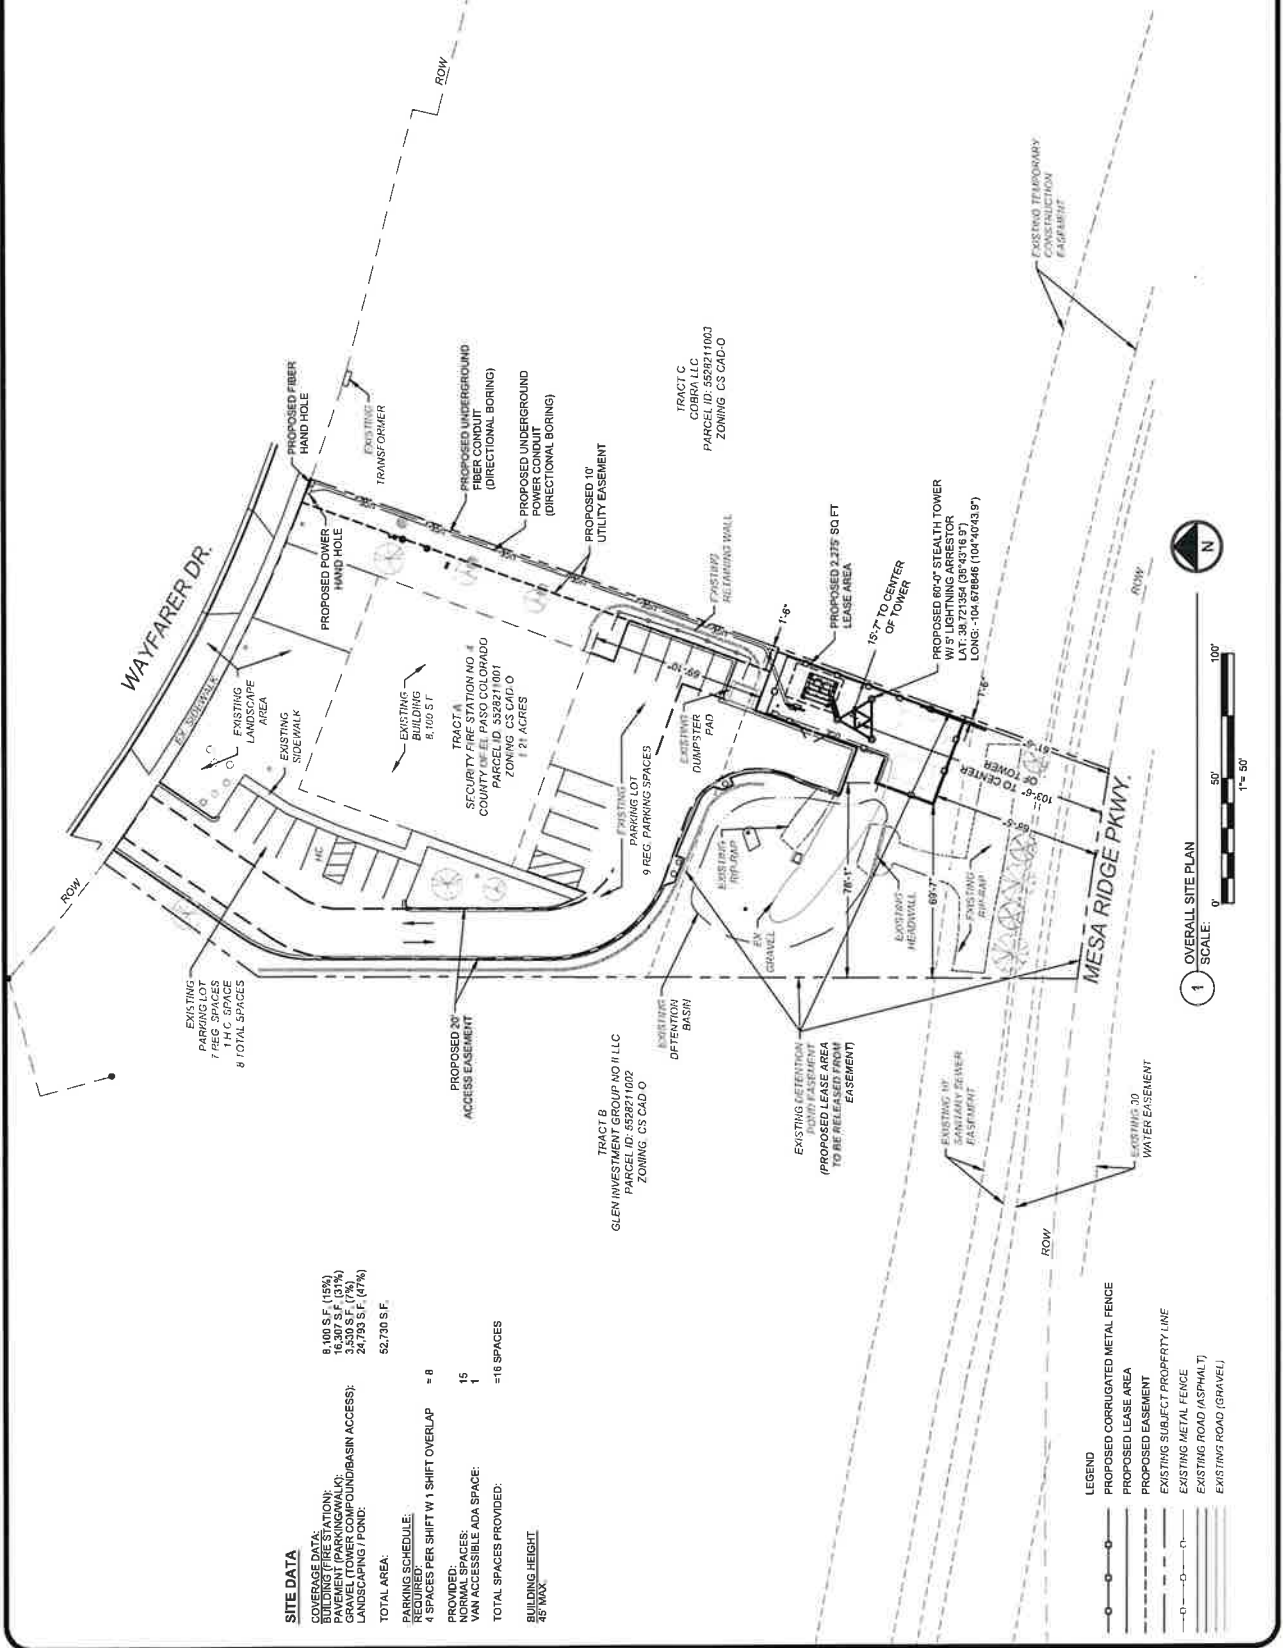 SITE DATA
COVERAGE DATA:
BUILDING (FIRE STATION): 8,100 S.F. (15%)
PAVEMENT (PARKING/WALK): 16,307 S.F. (31%)
GRAVEL (TOWER COMPOUND/BASIN ACCESS): 3,530 S.F. (7%)
LANDSCAPING / POND: 24,793 S.F. (47%)
TOTAL AREA: 52,730 S.F.
PARKING SCHEDULE:
REQUIRED:
4 SPACES PER SHIFT W 1 SHIFT OVERLAP = 8
PROVIDED:
NORMAL SPACES: 15
VAN ACCESSIBLE ADA SPACE: 1
TOTAL SPACES PROVIDED: =16 SPACES
BUILDING HEIGHT
45' MAX.
LEGEND
PROPOSED CORRUGATED METAL FENCE
PROPOSED LEASE AREA
PROPOSED EASEMENT
EXISTING SUBJECT PROPERTY LINE
EXISTING METAL FENCE
EXISTING ROAD (ASPHALT)
EXISTING ROAD (GRAVEL)
ROW
ROW
WAYFARER DR.
EX SIDEWALK
EXISTING
LANDSCAPE
AREA
EXISTING
SIDEWALK
HC
EXISTING
PARKING LOT
7 REG. SPACES
1 H C SPACE
8 TOTAL SPACES
PROPOSED FIBER
HAND HOLE
PROPOSED POWER
HAND HOLE
EXISTING
TRANSFORMER
PROPOSED UNDERGROUND
FIBER CONDUIT
(DIRECTIONAL BORING)
PROPOSED UNDERGROUND
POWER CONDUIT
(DIRECTIONAL BORING)
PROPOSED 10'
UTILITY EASEMENT
EXISTING
BUILDING
8,100 S F
TRACT A
SECURITY FIRE STATION NO 4
COUNTY OF EL PASO COLORADO
PARCEL ID: 5528211001
ZONING CS CAD-O
1 21 ACRES
TRACT C
COBRA LLC
PARCEL ID: 5528211003
ZONING CS CAD-O
PROPOSED 20'
ACCESS EASEMENT
EXISTING
PARKING LOT
9 REG. PARKING SPACES
69'-10"
EXISTING
RETAINING WALL
EXISTING
DUMPSTER
PAD
1'-6"
PROPOSED 2,275' SQ FT
LEASE AREA
15'-7" TO CENTER
OF TOWER
PROPOSED 60'-0" STEALTH TOWER
W/ 5' LIGHTNING ARRESTOR
LAT: 38.721354 (38°43'16.9")
LONG: -104.678846 (104°40'43.9")
1'-6"
TRACT B
GLEN INVESTMENT GROUP NO II LLC
PARCEL ID: 5528211002
ZONING CS CAD O
EXISTING
DETENTION
BASIN
EXISTING
RIP-RAP
EX
GRAVEL
78'-1"
EXISTING
HEADWALL
69'-7"
EXISTING
RIP-RAP
103'-6" TO CENTER
OF TOWER
EXISTING DETENTION
POND EASEMENT
(PROPOSED LEASE AREA
TO BE RELEASED FROM
EASEMENT)
SANITARY SEWER
EASEMENT
EXISTING 30
WATER EASEMENT
EXISTING TEMPORARY
CONSTRUCTION
EASEMENT
MESA RIDGE PKWY.
ROW
ROW
1
OVERALL SITE PLAN
SCALE:
0' 50' 100'
1"= 50'
N